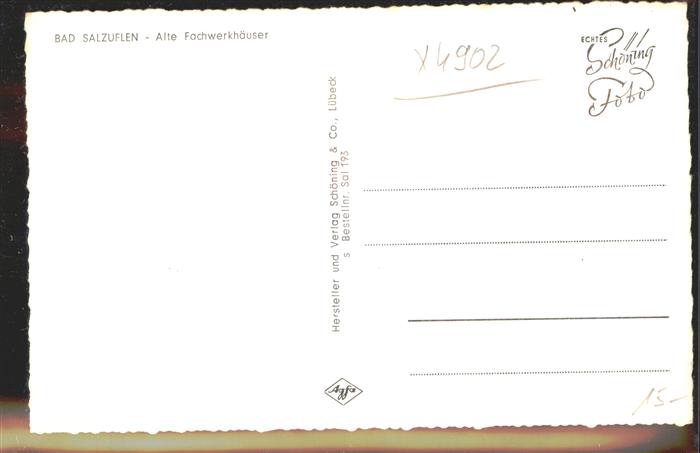 BAD SALZUFLEN - Alte Fachwerkhäuser
x4902
ECHTES
Schöning
Foto
Hersteller und Verlag Schöning & Co., Lübeck
s Bestellnr. Sal 193
Agfa
15-